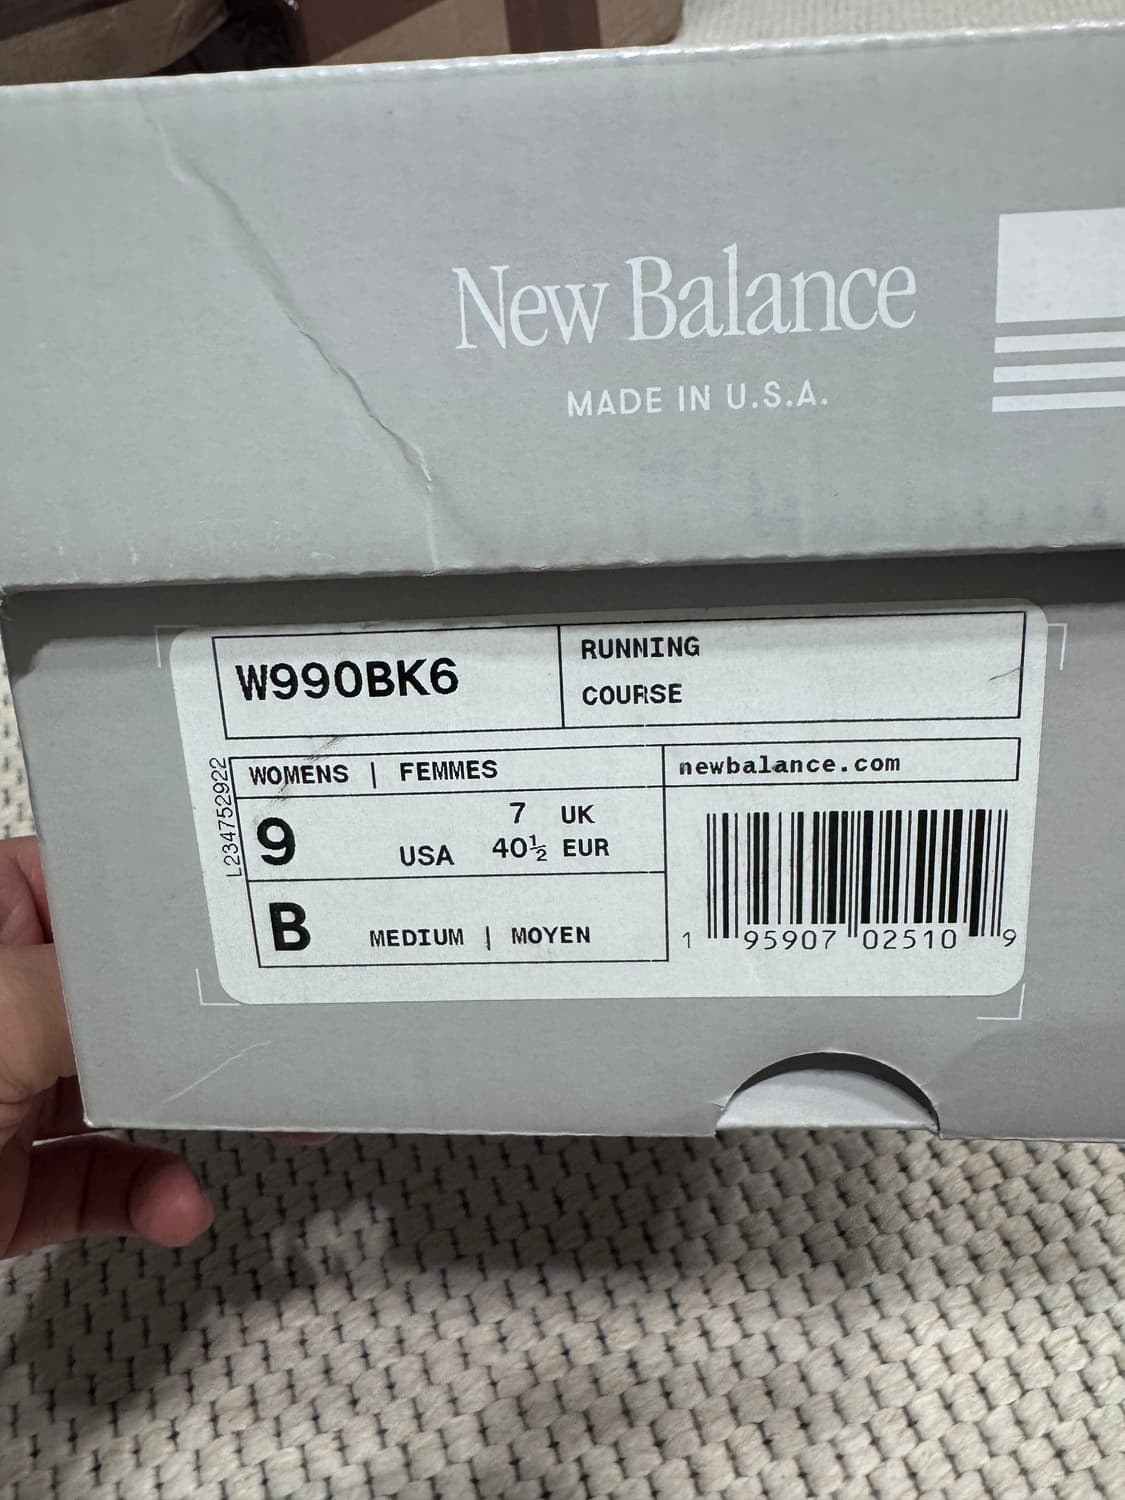 New Balance
MADE IN U.S.A.
W990BK6
RUNNING
COURSE
WOMENS | FEMMES
newbalance.com
L234752922
9 USA
7 UK
40½ EUR
B MEDIUM | MOYEN
1 95907 02510 9